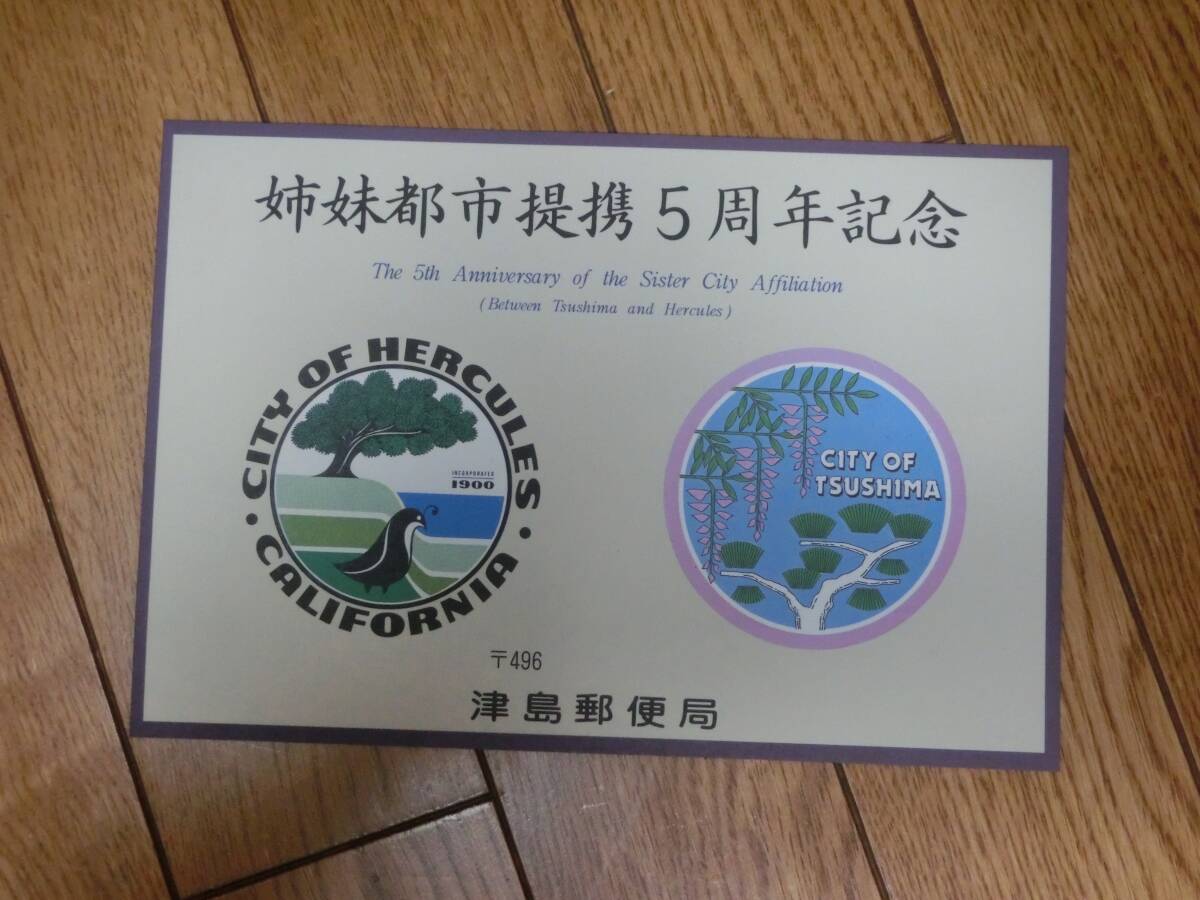 姉妹都市提携5周年記念
The 5th Anniversary of the Sister City Affiliation
(Between Tsushima and Hercules)
CITY OF HERCULES
INCORPORATED
1900
· CALIFORNIA ·
CITY OF
TSUSHIMA
〒496
津島郵便局